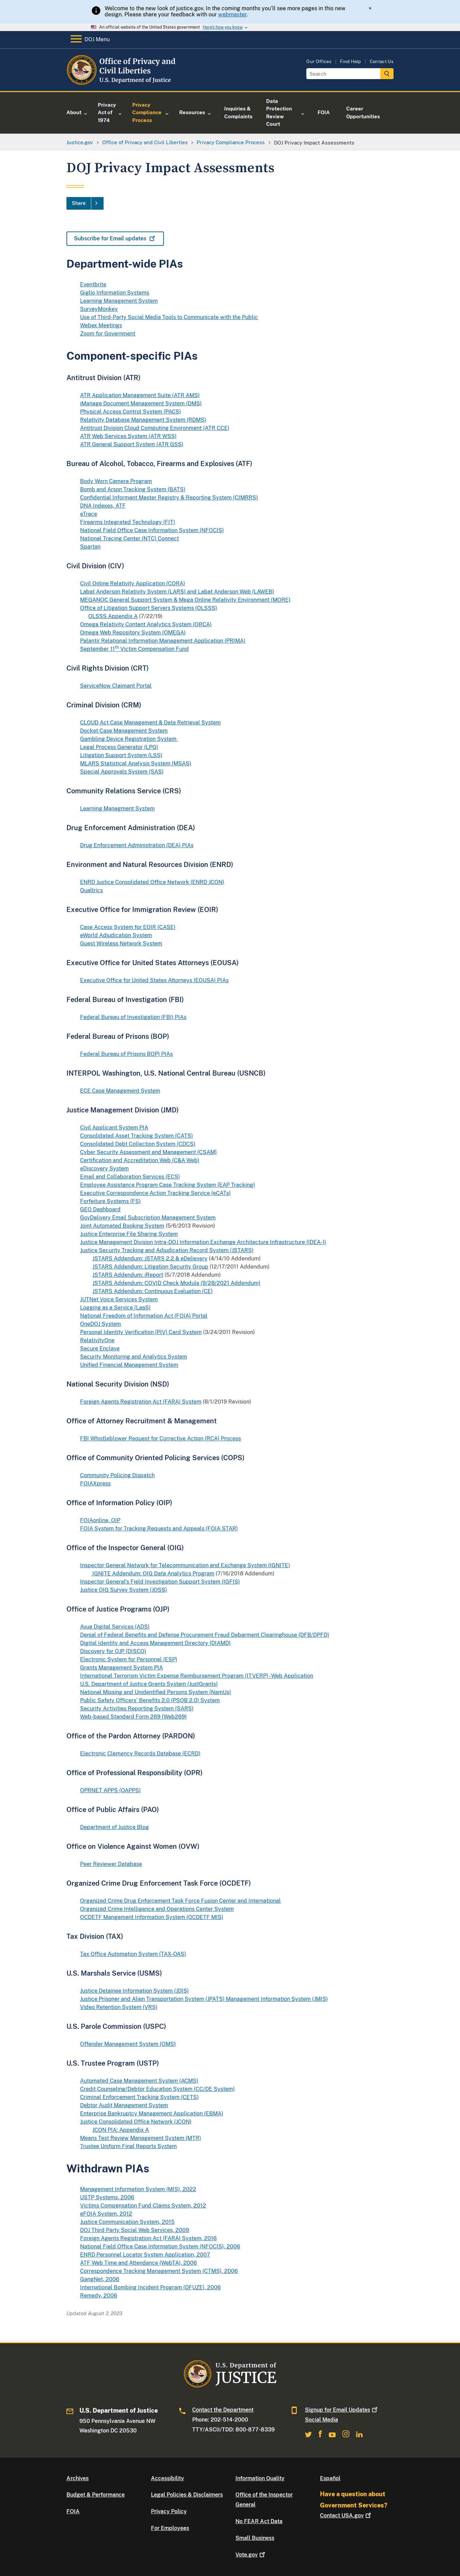 Welcome to the new look of justice.gov. In the coming months you'll see more pages in this new
design. Please share your feedback with our webmaster.
×
An official website of the United States government Here's how you know
DOJ Menu
Office of Privacy and
Civil Liberties
U.S. Department of Justice
Our Offices | Find Help | Contact Us
Search
About
Privacy Act of 1974
Privacy Compliance Process
Resources
Inquiries & Complaints
Data Protection Review Court
FOIA
Career Opportunities
Justice.gov > Office of Privacy and Civil Liberties > Privacy Compliance Process > DOJ Privacy Impact Assessments
DOJ Privacy Impact Assessments
Share >
Subscribe for Email updates
Department-wide PIAs
Eventbrite
Giglio Information Systems
Learning Management System
SurveyMonkey
Use of Third-Party Social Media Tools to Communicate with the Public
Webex Meetings
Zoom for Government
Component-specific PIAs
Antitrust Division (ATR)
ATR Application Management Suite (ATR AMS)
iManage Document Management System (DMS)
Physical Access Control System (PACS)
Relativity Database Management System (RDMS)
Antitrust Division Cloud Computing Environment (ATR CCE)
ATR Web Services System (ATR WSS)
ATR General Support System (ATR GSS)
Bureau of Alcohol, Tobacco, Firearms and Explosives (ATF)
Body Worn Camera Program
Bomb and Arson Tracking System (BATS)
Confidential Informant Master Registry & Reporting System (CIMRRS)
DNA Indexes, ATF
eTrace
Firearms Integrated Technology (FIT)
National Field Office Case Information System (NFOCIS)
National Tracing Center (NTC) Connect
Spartan
Civil Division (CIV)
Civil Online Relativity Application (CORA)
Labat Anderson Relativity System (LARS) and Labat Anderson Web (LAWEB)
MEGANOC General Support System & Mega Online Relativity Environment (MORE)
Office of Litigation Support Servers Systems (OLSSS)
OLSSS Appendix A (7/22/19)
Omega Relativity Content Analytics System (ORCA)
Omega Web Repository System (OMEGA)
Palantir Relational Information Management Application (PRIMA)
September 11th Victim Compensation Fund
Civil Rights Division (CRT)
ServiceNow Claimant Portal
Criminal Division (CRM)
CLOUD Act Case Management & Date Retrieval System
Docket Case Management System
Gambling Device Registration System
Legal Process Generator (LPG)
Litigation Support System (LSS)
MLARS Statistical Analysis System (MSAS)
Special Approvals System (SAS)
Community Relations Service (CRS)
Learning Managment System
Drug Enforcement Administration (DEA)
Drug Enforcement Administration (DEA) PIAs
Environment and Natural Resources Division (ENRD)
ENRD Justice Consolidated Office Network (ENRD JCON)
Qualtrics
Executive Office for Immigration Review (EOIR)
Case Access System for EOIR (CASE)
eWorld Adjudication System
Guest Wireless Network System
Executive Office for United States Attorneys (EOUSA)
Executive Office for United States Attorneys (EOUSA) PIAs
Federal Bureau of Investigation (FBI)
Federal Bureau of Investigation (FBI) PIAs
Federal Bureau of Prisons (BOP)
Federal Bureau of Prisons BOP) PIAs
INTERPOL Washington, U.S. National Central Bureau (USNCB)
ECE Case Management System
Justice Management Division (JMD)
Civil Applicant System PIA
Consolidated Asset Tracking System (CATS)
Consolidated Debt Collection System (CDCS)
Cyber Security Assessment and Management (CSAM)
Certification and Accreditation Web (C&A Web)
eDiscovery System
Email and Collaboration Services (ECS)
Employee Assistance Program Case Tracking System (EAP Tracking)
Executive Correspondence Action Tracking Service (eCATs)
Forfeiture Systems (FS)
GEO Dashboard
GovDelivery Email Subscription Management System
Joint Automated Booking System (5/6/2013 Revision)
Justice Enterprise File Sharing System
Justice Management Division Intra-DOJ Information Exchange Architecture Infrastructure (IDEA-I)
Justice Security Tracking and Adjudication Record System (JSTARS)
JSTARS Addendum: JSTARS 2.2 & eDelievery (4/14/10 Addendum)
JSTARS Addendum: Litigation Security Group (12/10/2011 Addendum)
JSTARS Addendum: iReport (5/7/2018 Addendum)
JSTARS Addendum: COVID Check Module (9/28/2021 Addendum)
JSTARS Addendum: Continuous Evaluation (CE)
JUTNet Voice Services System
Logging as a Service (LaaS)
National Freedom of Information Act (FOIA) Portal
OneDOJ System
Personal Identity Verification (PIV) Card System (3/24/2011 Revision)
RelativityOne
Secure Enclave
Security Monitoring and Analytics System
Unified Financial Management System
National Security Division (NSD)
Foreign Agents Registration Act (FARA) System (8/1/2019 Revision)
Office of Attorney Recruitment & Management
FBI Whistleblower Request for Corrective Action (RCA) Process
Office of Community Oriented Policing Services (COPS)
Community Policing Dispatch
FOIAXpress
Office of Information Policy (OIP)
FOIAonline, OIP
FOIA System for Tracking Requests and Appeals (FOIA STAR)
Office of the Inspector General (OIG)
Inspector General Network for Telecommunication and Exchange System (IGNITE)
IGNITE Addendum: OIG Data Analytics Program (7/16/2018 Addendum)
Inspector General's Field Investigation Support System (IGFIS)
Justice OIG Survey System (JOSS)
Office of Justice Programs (OJP)
Avue Digital Services (ADS)
Denial of Federal Benefits and Defense Procurement Fraud Debarment Clearinghouse (DFB/DPFD)
Digital Identity and Access Management Directory (DIAMD)
Discovery for OJP (DISCO)
Electronic System for Personnel (ESP)
Grants Management System PIA
International Terrorism Victim Expense Reimbursement Program (ITVERP)-Web Application
U.S. Department of Justice Grants System (JustGrants)
National Missing and Unidentified Persons System (NamUs)
Public Safety Officers' Benefits 2.0 (PSOB 2.0) System
Security Activities Reporting System (SARS)
Web-based Standard Form 269 (Web269)
Office of the Pardon Attorney (PARDON)
Electronic Clemency Records Database (ECRD)
Office of Professional Responsibility (OPR)
OPRNET APPS (OAPPS)
Office of Public Affairs (PAO)
Department of Justice Blog
Office on Violence Against Women (OVW)
Peer Reviewer Database
Organized Crime Drug Enforcement Task Force (OCDETF)
Organized Crime Drug Enforcement Task Force Fusion Center and International
Organized Crime Intelligence and Operations Center System
OCDETF Mangement Information System (OCDETF MIS)
Tax Division (TAX)
Tax Office Automation System (TAX-OAS)
U.S. Marshals Service (USMS)
Justice Detainee Information System (JDIS)
Justice Prisoner and Alien Transportation System (JPATS) Management Information System (JMIS)
Video Retention System (VRS)
U.S. Parole Commission (USPC)
Offender Management System (OMS)
U.S. Trustee Program (USTP)
Automated Case Management System (ACMS)
Credit Counseling/Debtor Education System (CC/DE System)
Criminal Enforcement Tracking System (CETS)
Debtor Audit Management System
Enterprise Bankruptcy Management Application (EBMA)
Justice Consolidated Office Network (JCON)
JCON PIA: Appendix A
Means Test Review Management System (MTR)
Trustee Uniform Final Reports System
Withdrawn PIAs
Management Information System (MIS), 2022
USTP Systems, 2006
Victims Compensation Fund Claims System, 2012
eFOIA System, 2012
Justice Communication System, 2015
DOJ Third Party Social Web Services, 2009
Foreign Agents Registration Act (FARA) System, 2016
National Field Office Case Information System (NFOCIS), 2006
ENRD Personnel Locator System Application, 2007
ATF Web Time and Attendance (WebTA), 2006
Correspondence Tracking Management System (CTMS), 2006
GangNet, 2006
International Bombing Incident Program (DFUZE), 2006
Remedy, 2006
Updated August 2, 2023
U.S. Department of
JUSTICE
U.S. Department of Justice
950 Pennsylvania Avenue NW
Washington DC 20530
Contact the Department
Phone: 202-514-2000
TTY/ASCII/TDD: 800-877-8339
Signup for Email Updates
Social Media
Archives
Budget & Performance
FOIA
Accessibility
Legal Policies & Disclaimers
Privacy Policy
For Employees
Information Quality
Office of the Inspector General
No FEAR Act Data
Small Business
Vote.gov
Español
Have a question about
Government Services?
Contact USA.gov